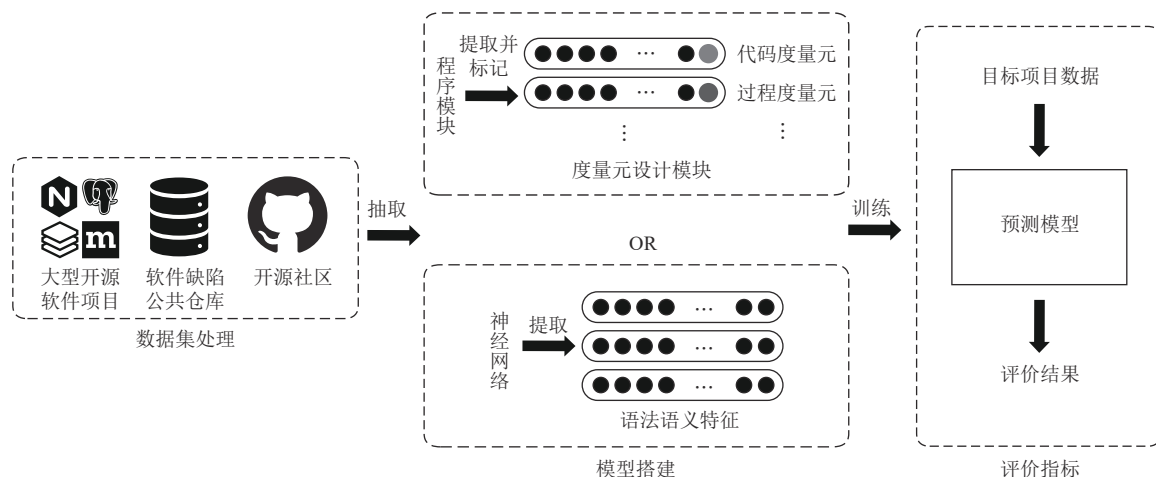 大型开源
软件项目
软件缺陷
公共仓库
开源社区
数据集处理
抽取
程序模块
提取并
标记
代码度量元
过程度量元
度量元设计模块
OR
神经网络
提取
语法语义特征
模型搭建
训练
目标项目数据
预测模型
评价结果
评价指标